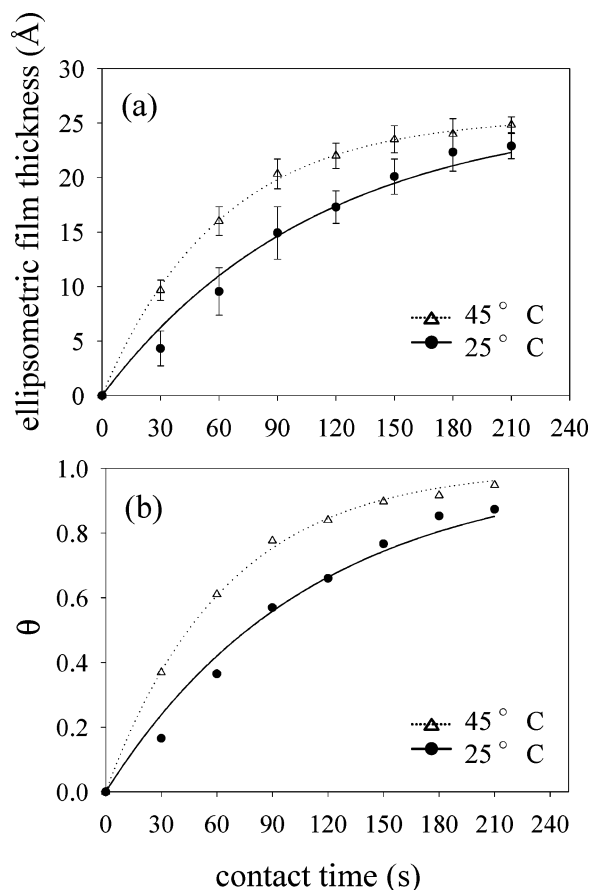 ellipsometric film thickness (Å)
30
25
20
15
10
5
0
(a)
45 ° C
25 ° C
0 30 60 90 120 150 180 210 240
θ
1.0
0.8
0.6
0.4
0.2
0.0
(b)
45 ° C
25 ° C
0 30 60 90 120 150 180 210 240
contact time (s)